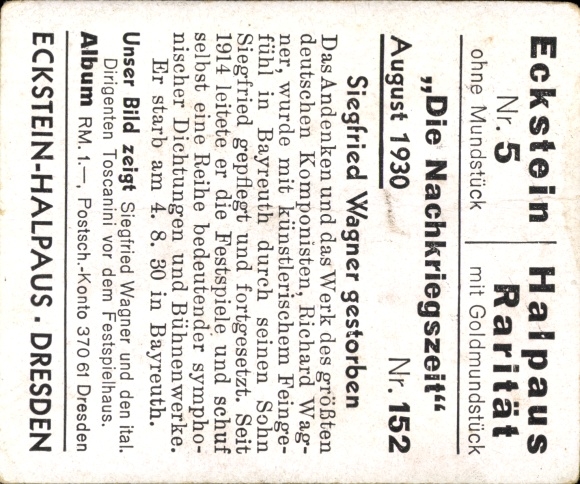 Eckstein | Halpaus
Nr. 5 | Rarität
ohne Mundstück | mit Goldmundstück
„Die Nachkriegszeit“
August 1930 Nr. 152
Siegfried Wagner gestorben
Das Andenken und das Werk des größten
deutschen Komponisten, Richard Wag-
ner, wurde mit künstlerischem Feinge-
fühl in Bayreuth durch seinen Sohn
Siegfried gepflegt und fortgesetzt. Seit
1914 leitete er die Festspiele und schuf
selbst eine Reihe bedeutender sympho-
nischer Dichtungen und Bühnenwerke.
Er starb am 4. 8. 30 in Bayreuth.
Unser Bild zeigt Siegfried Wagner und den ital.
Dirigenten Toscanini vor dem Festspielhaus.
Album RM. 1.—, Postsch.-Konto 370 61 Dresden
ECKSTEIN-HALPAUS · DRESDEN